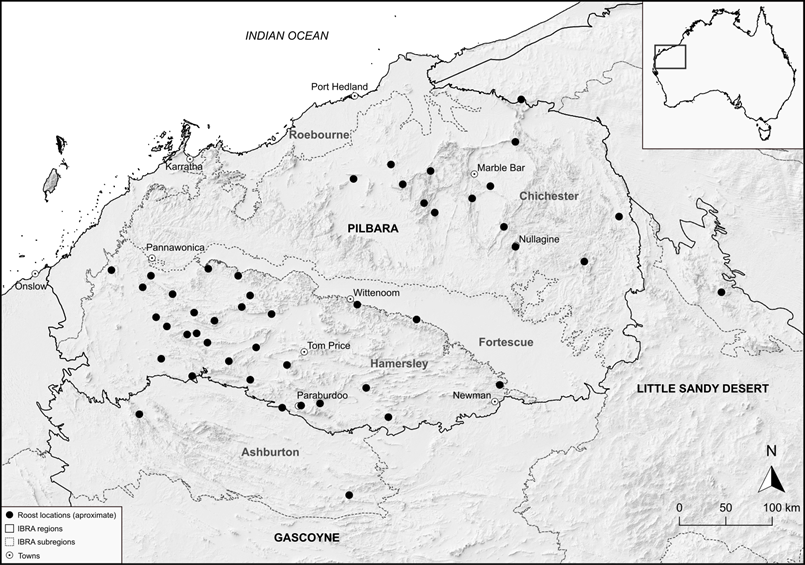 INDIAN OCEAN
Port Hedland
Roebourne
Karratha
Marble Bar
Chichester
PILBARA
Nullagine
Pannawonica
Onslow
Wittenoom
Fortescue
Tom Price
Hamersley
LITTLE SANDY DESERT
Paraburdoo
Newman
Ashburton
N
0 50 100 km
GASCOYNE
Roost locations (aproximate)
IBRA regions
IBRA subregions
Towns